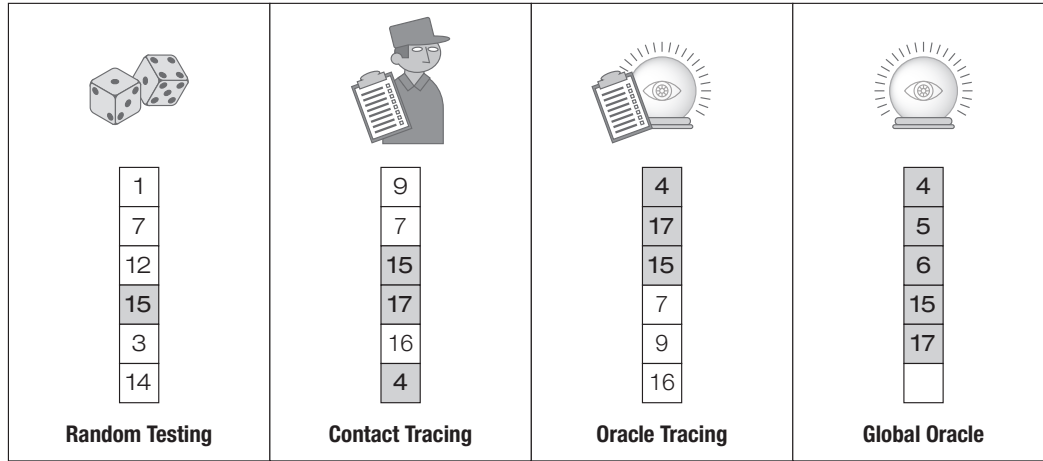 1 9 4 4
7 7 17 5
12 15 15 6
15 17 7 15
3 16 9 17
14 4 16
Random Testing Contact Tracing Oracle Tracing Global Oracle